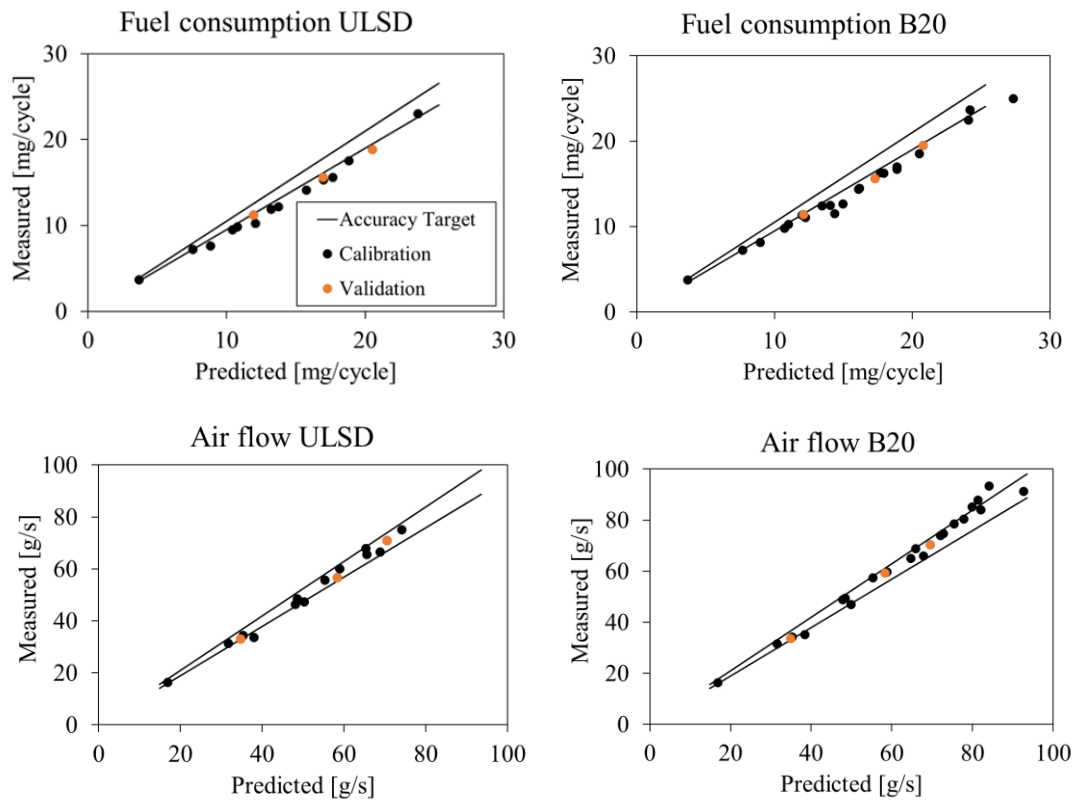 Fuel consumption ULSD
30
20
10
0
0 10 20 30
Measured [mg/cycle]
Predicted [mg/cycle]
Accuracy Target
Calibration
Validation
Fuel consumption B20
30
20
10
0
0 10 20 30
Measured [mg/cycle]
Predicted [mg/cycle]
Air flow ULSD
100
80
60
40
20
0
0 20 40 60 80 100
Measured [g/s]
Predicted [g/s]
Air flow B20
100
80
60
40
20
0
0 20 40 60 80 100
Measured [g/s]
Predicted [g/s]